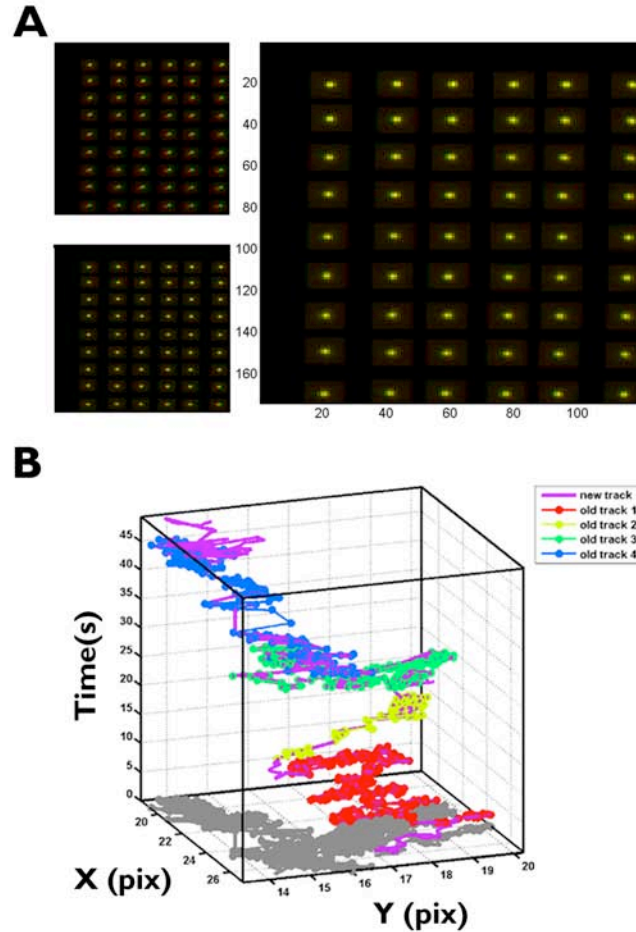 A
20
40
60
80
100
120
140
160
20 40 60 80 100
B
new track
old track 1
old track 2
old track 3
old track 4
45
40
35
30
25
20
15
10
5
0
Time(s)
20
22
24
26
X (pix)
14 15 16 17 18 19 20
Y (pix)